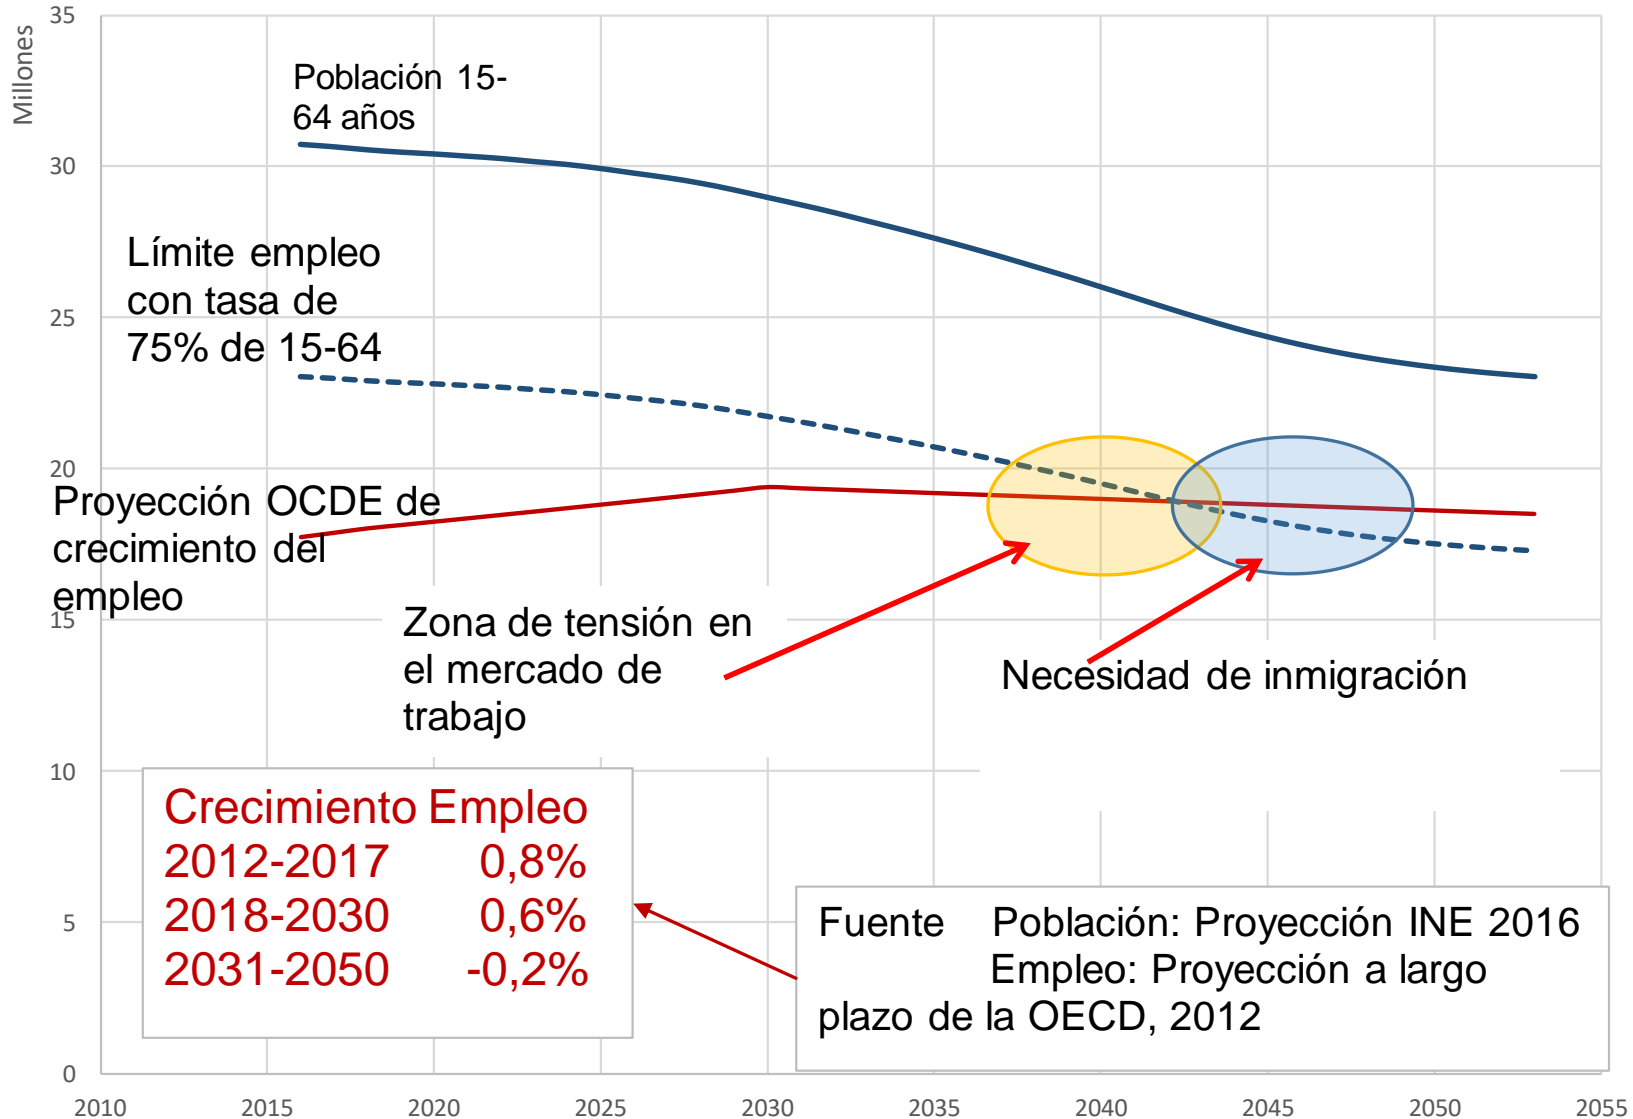 Millones
35
30
25
20
15
10
5
0
Población 15-
64 años
Límite empleo
con tasa de
75% de 15-64
Proyección OCDE de
crecimiento del
empleo
Zona de tensión en
el mercado de
trabajo
Necesidad de inmigración
Crecimiento Empleo
2012-2017 0,8%
2018-2030 0,6%
2031-2050 -0,2%
Fuente Población: Proyección INE 2016
Empleo: Proyección a largo
plazo de la OECD, 2012
2010 2015 2020 2025 2030 2035 2040 2045 2050 2055